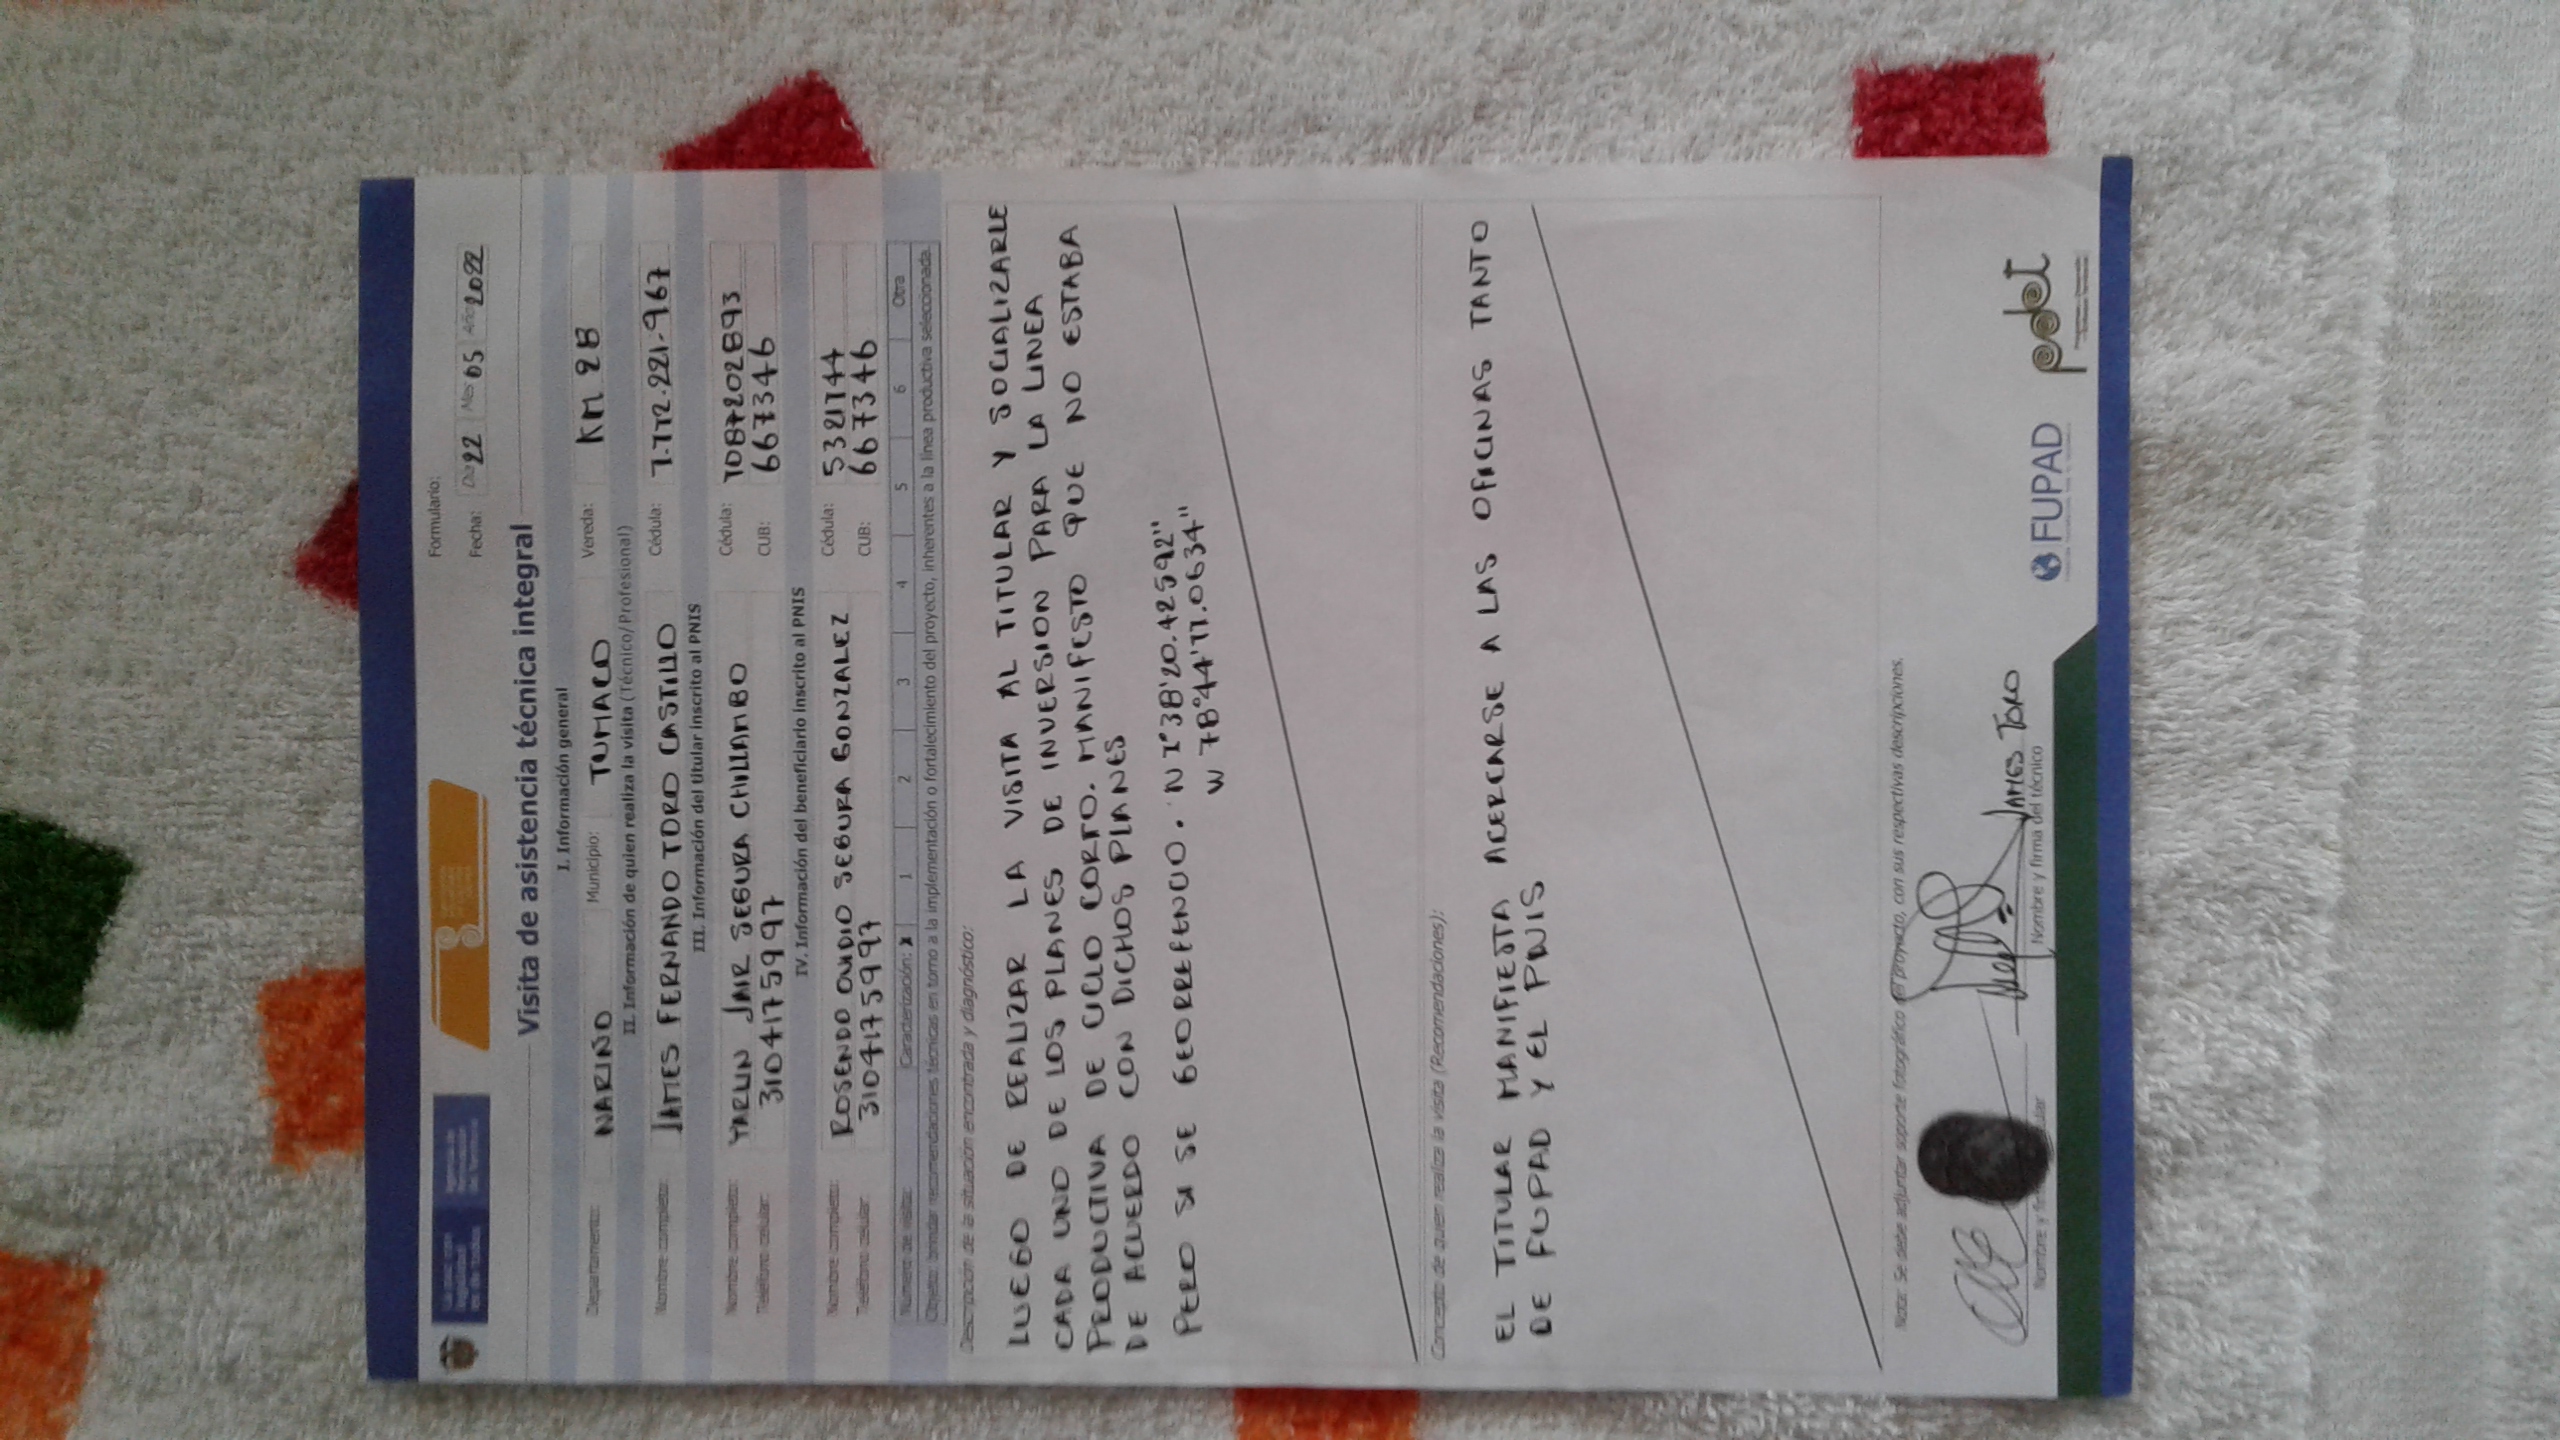 Formulario:
Fecha: Día 22 Mes 05 Año 2022
Visita de asistencia técnica integral
I. Información general
Departamento: NARIÑO Municipio: TUMACO Vereda: KM 28
II. Información de quien realiza la visita (Técnico/Profesional)
Nombre completo: JAMES FERNANDO TORO CASTILLO Cédula: 1.112.221.967
III. Información del titular inscrito al PNIS
Nombre completo: YARLIN JAIR SEGURA CHILLAMBO Cédula: 1087202893
Teléfono celular: 3104175997 CUB: 667346
IV. Información del beneficiario inscrito al PNIS
Nombre completo: ROSENDO OVIDIO SEGURA GONZALEZ Cédula: 5321144
Teléfono celular: 3104175997 CUB: 667346
Número de visita: Caracterización: X 1 2 3 4 5 6 Otra
Objeto: brindar recomendaciones técnicas en torno a la implementación o fortalecimiento del proyecto, inherentes a la línea productiva seleccionada.
Descripción de la situación encontrada y diagnóstico:
LUEGO DE REALIZAR LA VISITA AL TITULAR Y SOCIALIZARLE
CADA UNO DE LOS PLANES DE INVERSION PARA LA LINEA
PRODUCTIVA DE CICLO CORTO. MANIFESTO QUE NO ESTABA
DE ACUERDO CON DICHOS PLANES
PERO SI SE GEORREFENCIO. N 1°38'20.42592"
W 78°44'11.0634"
Concepto de quien realiza la visita (Recomendaciones):
EL TITULAR MANIFIESTA ACERCARSE A LAS OFICINAS TANTO
DE FUPAD Y EL PNIS
Nota: Se debe adjuntar soporte fotográfico del proyecto, con sus respectivas descripciones.
JAMES TORO
Nombre y firma del técnico
FUPAD
pdet